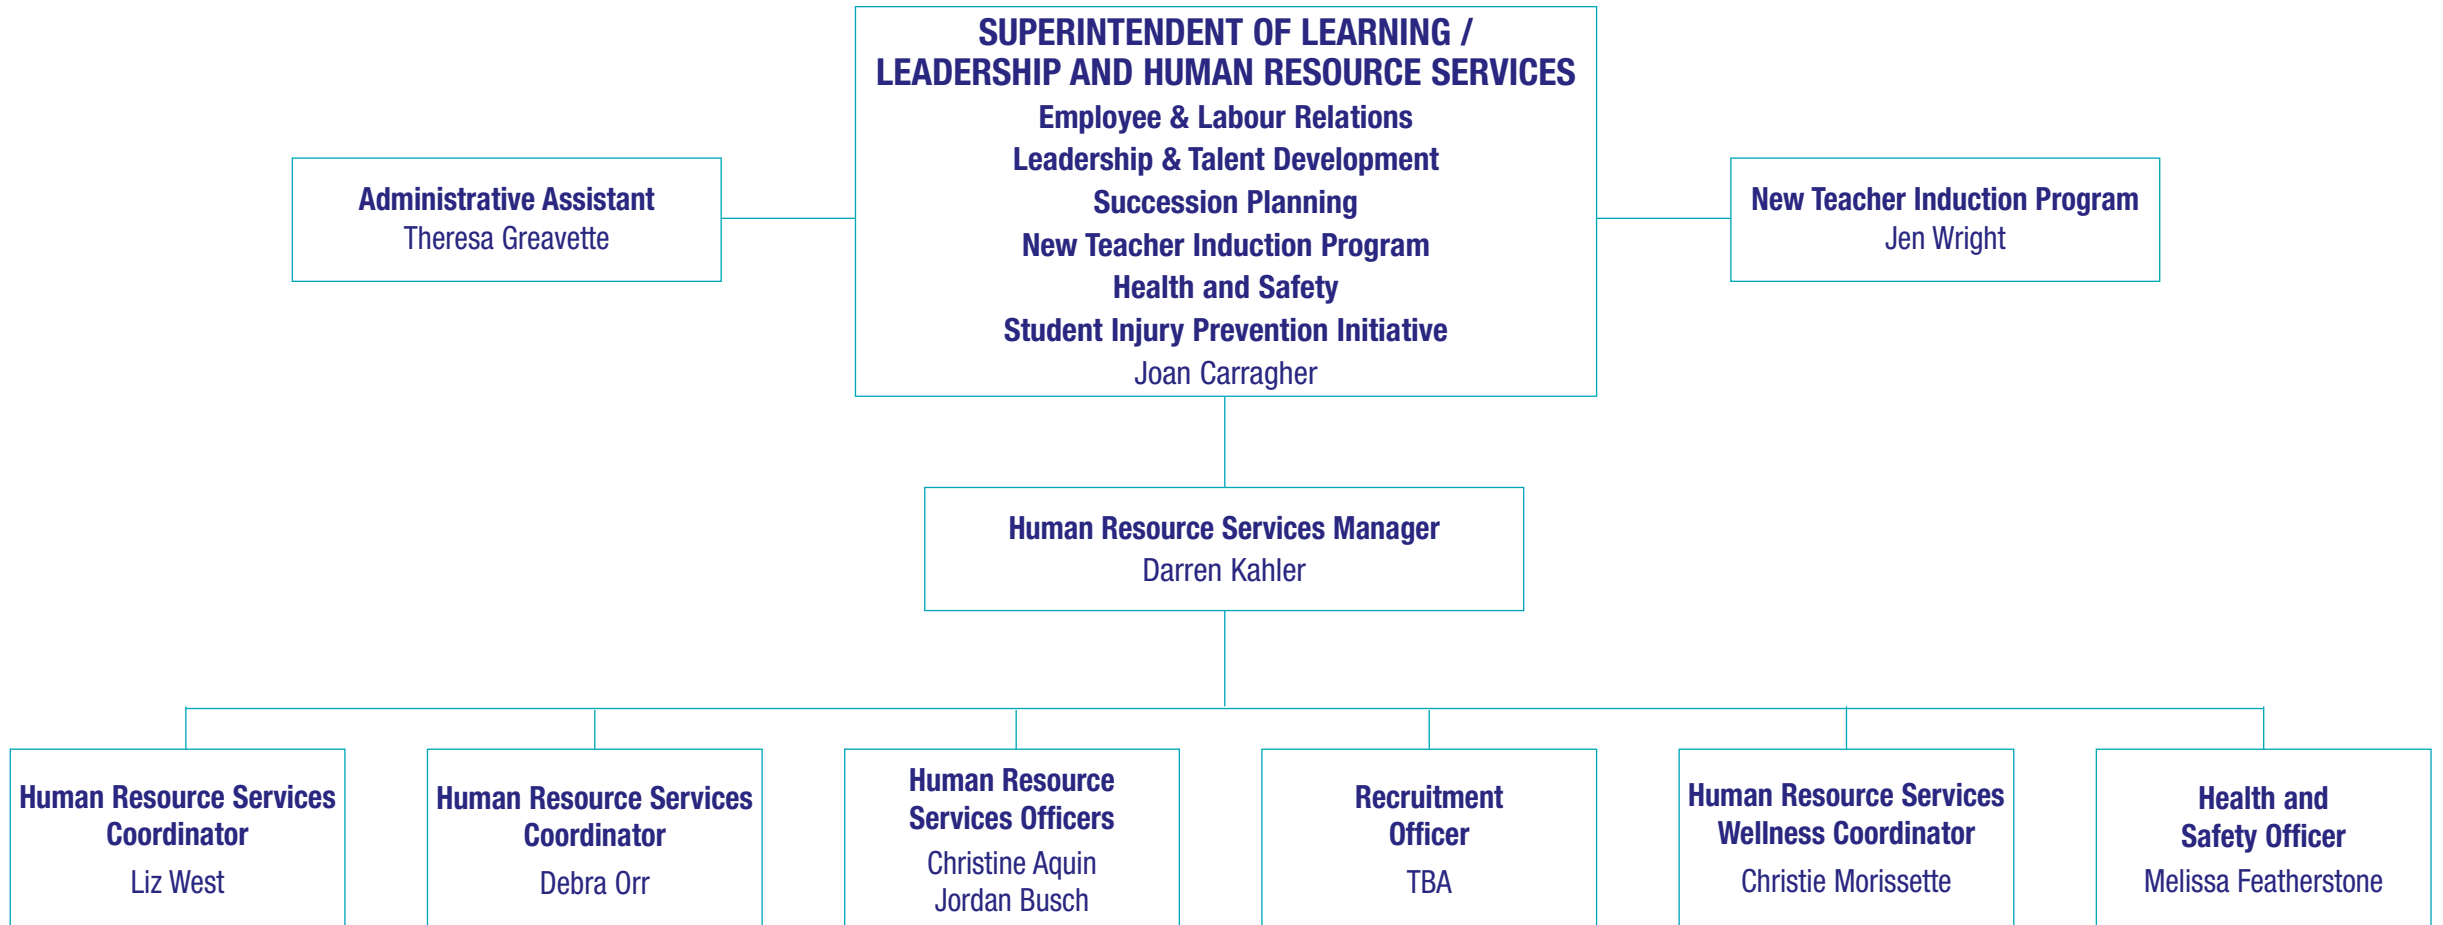 SUPERINTENDENT OF LEARNING /
LEADERSHIP AND HUMAN RESOURCE SERVICES
Employee & Labour Relations
Leadership & Talent Development
Succession Planning
New Teacher Induction Program
Health and Safety
Student Injury Prevention Initiative
Joan Carragher
Administrative Assistant
Theresa Greavette
New Teacher Induction Program
Jen Wright
Human Resource Services Manager
Darren Kahler
Human Resource Services
Coordinator
Liz West
Human Resource Services
Coordinator
Debra Orr
Human Resource
Services Officers
Christine Aquin
Jordan Busch
Recruitment
Officer
TBA
Human Resource Services
Wellness Coordinator
Christie Morissette
Health and
Safety Officer
Melissa Featherstone